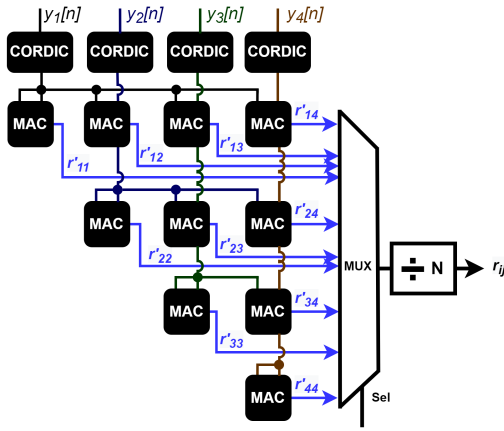 y1[n] y2[n] y3[n] y4[n]
CORDIC CORDIC CORDIC CORDIC
MAC MAC MAC MAC r'14
r'11 r'12 r'13
MAC MAC MAC r'24
r'22 r'23
MUX ÷ N rij
MAC MAC r'34
r'33
MAC r'44
Sel